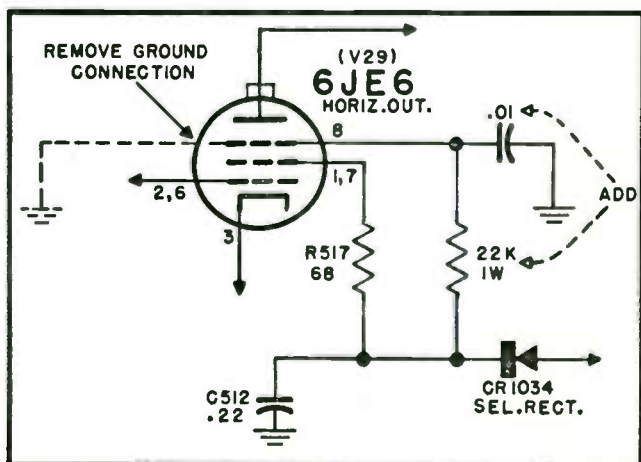 REMOVE GROUND
CONNECTION
(V29)
6JE6
HORIZ.OUT.
8
.01
ADD
1,7
2,6
3
R517
68
22K
1W
C512
.22
CR1034
SEL.RECT.